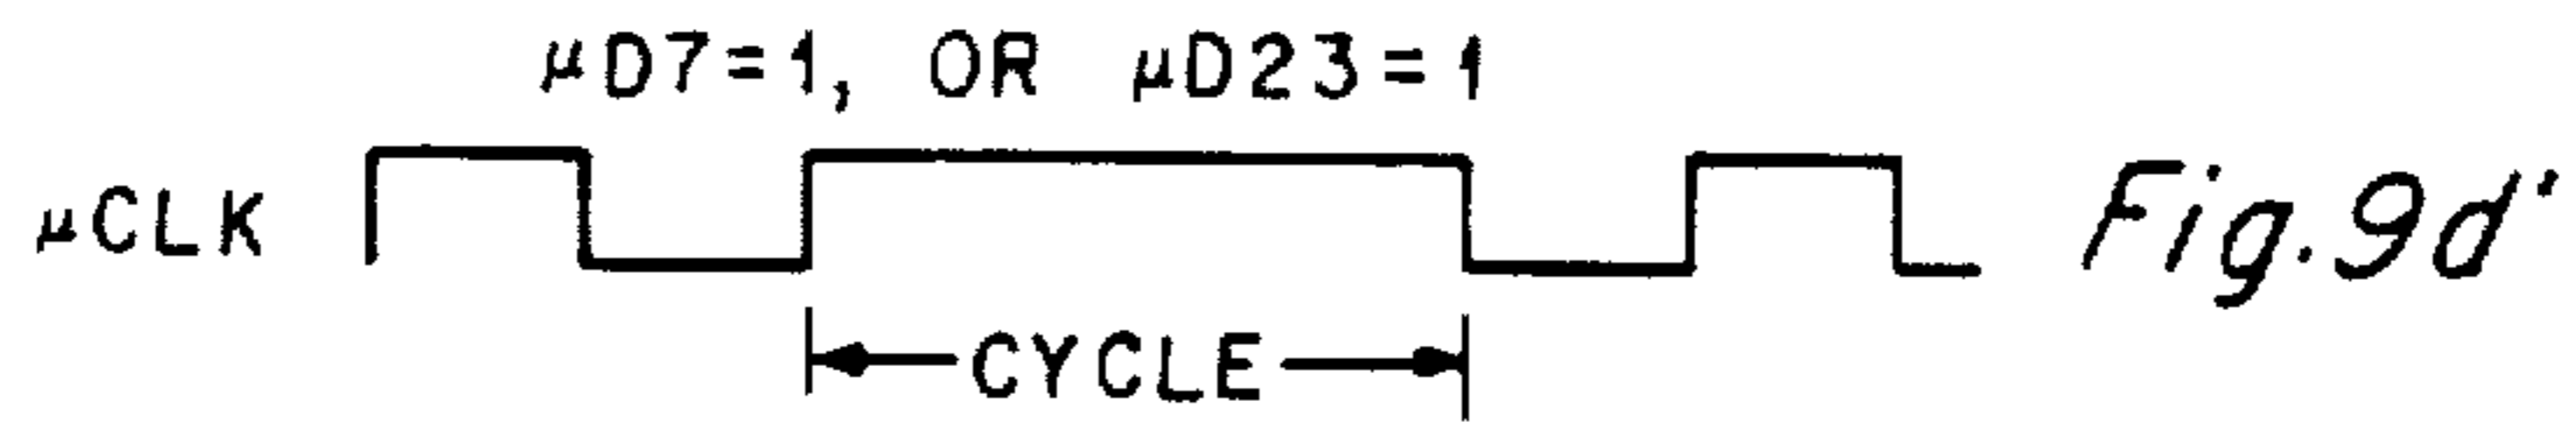 μD7=1, OR μD23=1
μCLK
Fig.9d'
CYCLE